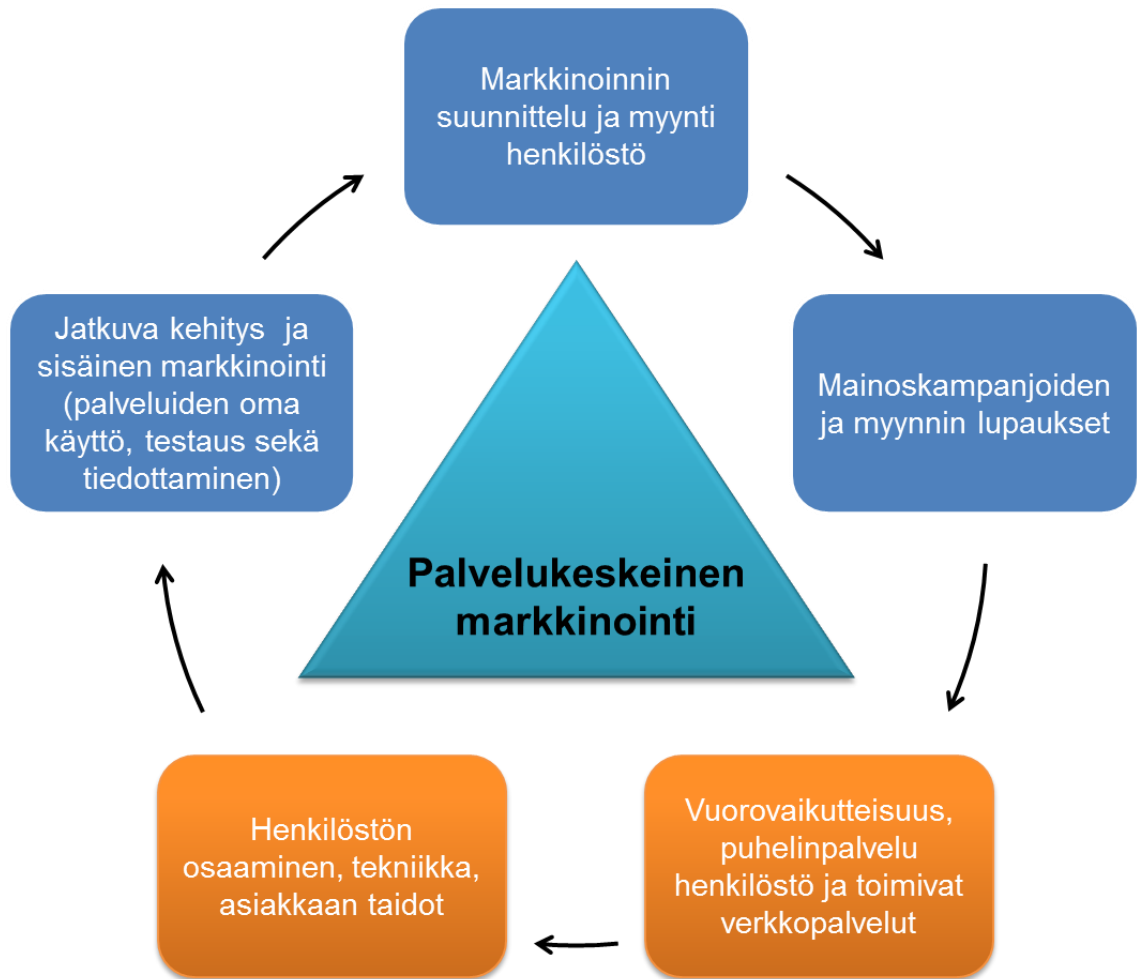 Markkinoinnin
suunnittelu ja myynti
henkilöstö
Mainoskampanjoiden
ja myynnin lupaukset
Vuorovaikutteisuus,
puhelinpalvelu
henkilöstö ja toimivat
verkkopalvelut
Henkilöstön
osaaminen, tekniikka,
asiakkaan taidot
Jatkuva kehitys  ja
sisäinen markkinointi
(palveluiden oma
käyttö, testaus sekä
tiedottaminen)
Palvelukeskeinen
markkinointi